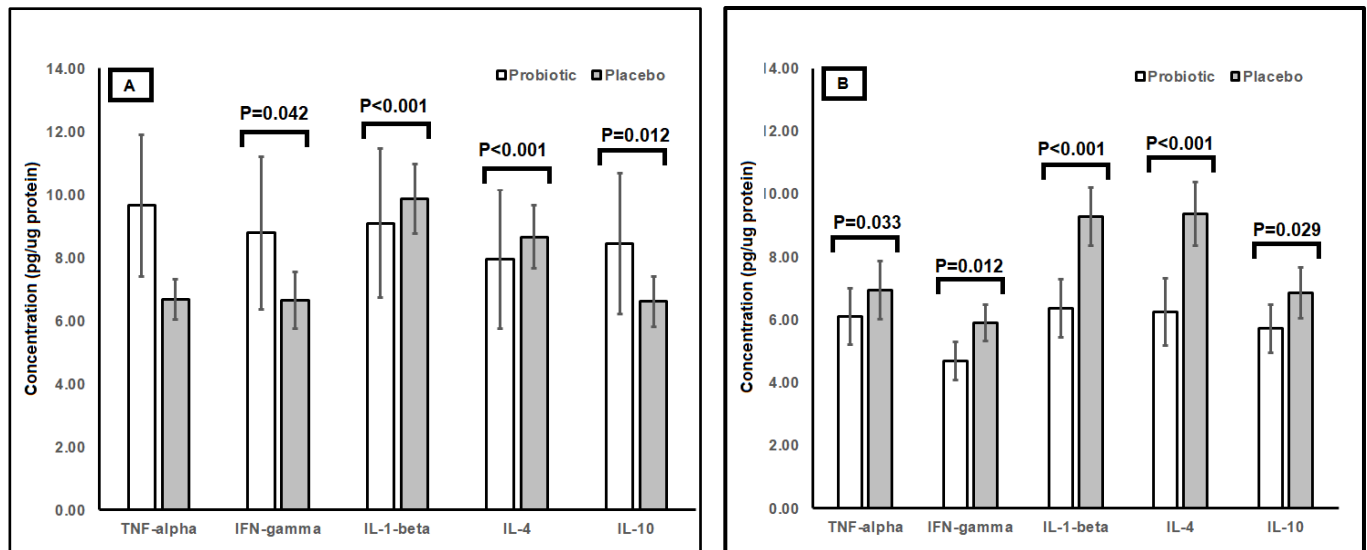 A
Probiotic Placebo
Concentration (pg/ug protein)
14.00
12.00
10.00
8.00
6.00
4.00
2.00
0.00
P=0.042
P<0.001
P<0.001
P=0.012
TNF-alpha IFN-gamma IL-1-beta IL-4 IL-10
B
Probiotic Placebo
Concentration (pg/ug protein)
14.00
12.00
10.00
8.00
6.00
4.00
2.00
0.00
P=0.033
P=0.012
P<0.001
P<0.001
P=0.029
TNF-alpha IFN-gamma IL-1-beta IL-4 IL-10